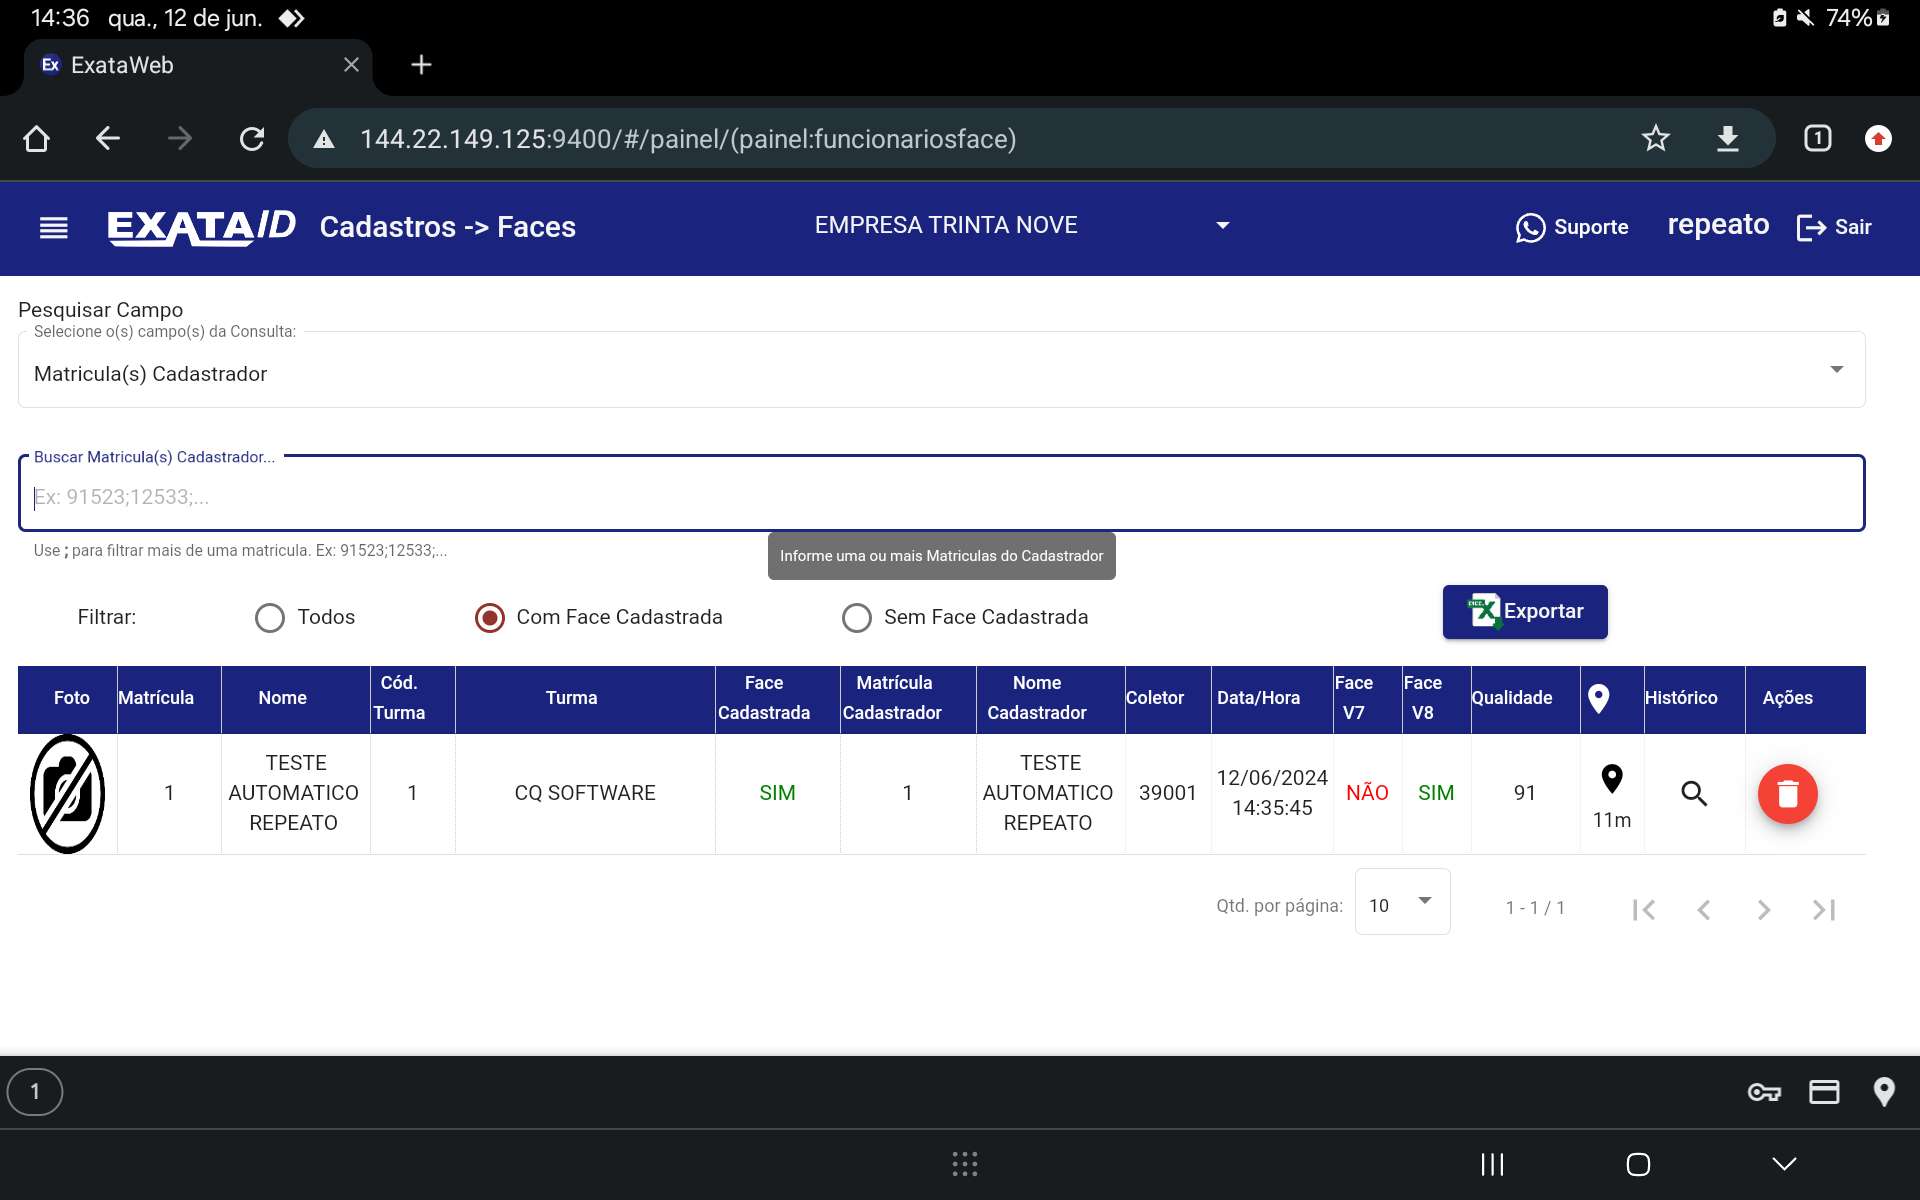 14:36 qua., 12 de jun. 74%
Ex ExataWeb
144.22.149.125:9400/#/painel/(painel:funcionariosface) 1
EXATA/ID Cadastros -> Faces EMPRESA TRINTA NOVE Suporte repeato Sair
Pesquisar Campo
Selecione o(s) campo(s) da Consulta:
Matricula(s) Cadastrador
Buscar Matricula(s) Cadastrador...
Ex: 91523;12533;...
Use ; para filtrar mais de uma matricula. Ex: 91523;12533;...
Informe uma ou mais Matriculas do Cadastrador
Filtrar: Todos Com Face Cadastrada Sem Face Cadastrada Exportar
Foto Matrícula Nome Cód. Turma Turma Face Cadastrada Matrícula Cadastrador Nome Cadastrador Coletor Data/Hora Face V7 Face V8 Qualidade Histórico Ações
1 TESTE AUTOMATICO REPEATO 1 CQ SOFTWARE SIM 1 TESTE AUTOMATICO REPEATO 39001 12/06/2024 14:35:45 NÃO SIM 91 11m
Qtd. por página: 10 1 - 1 / 1
1